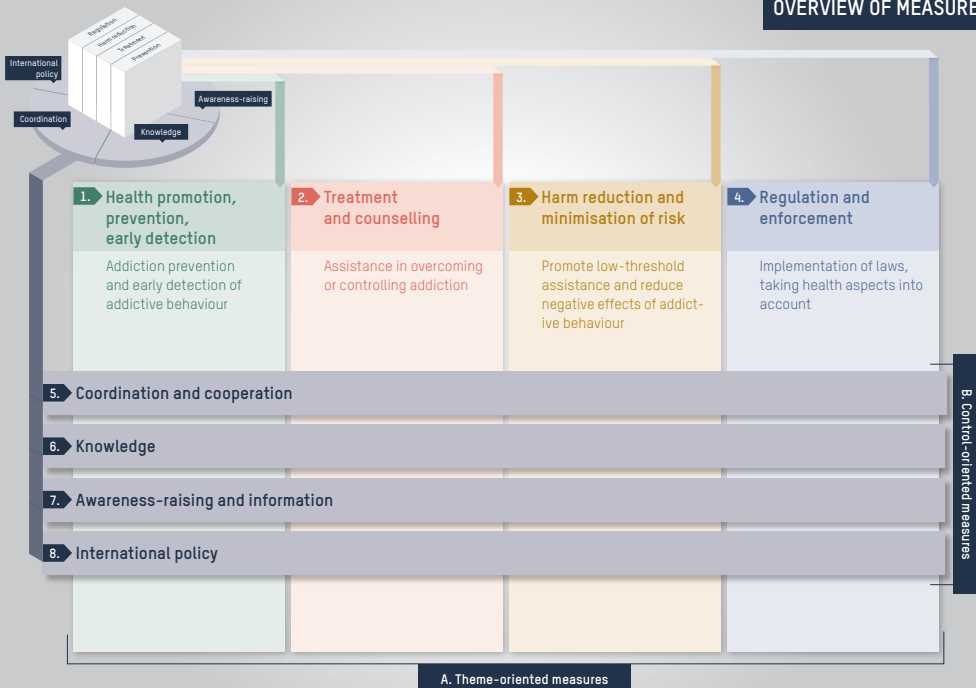 OVERVIEW OF MEASURE
Regulation
Harm reduction
Treatment
Prevention
International
policy
Coordination
Knowledge
Awareness-raising
1. Health promotion,
prevention,
early detection
Addiction prevention
and early detection of
addictive behaviour
2. Treatment
and counselling
Assistance in overcoming
or controlling addiction
3. Harm reduction and
minimisation of risk
Promote low-threshold
assistance and reduce
negative effects of addict-
ive behaviour
4. Regulation and
enforcement
Implementation of laws,
taking health aspects into
account
5. Coordination and cooperation
6. Knowledge
7. Awareness-raising and information
8. International policy
B. Control-oriented measures
A. Theme-oriented measures